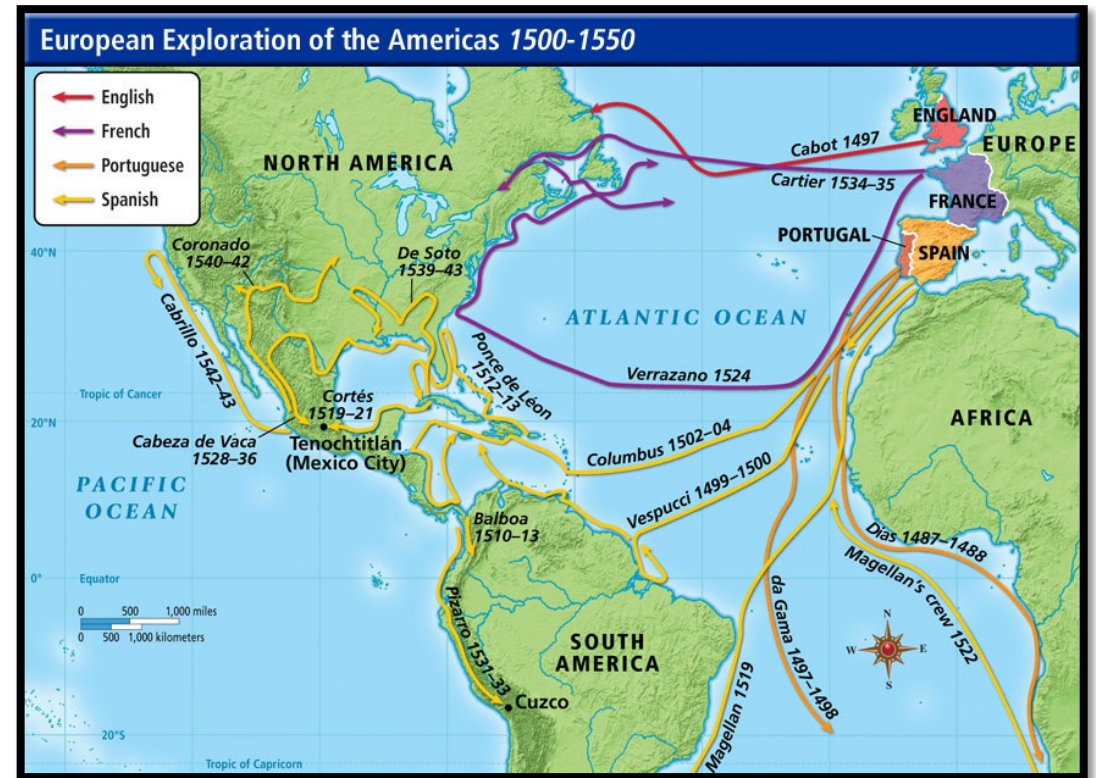 European Exploration of the Americas 1500-1550
English
French
Portuguese
Spanish
NORTH AMERICA
ENGLAND
EUROPE
Cabot 1497
Cartier 1534–35
FRANCE
PORTUGAL
SPAIN
40°N
Coronado
1540–42
De Soto
1539–43
ATLANTIC OCEAN
Cabrillo 1542–43
Ponce de Léon
1512–13
Verrazano 1524
Tropic of Cancer
Cortés
1519–21
20°N
AFRICA
Cabeza de Vaca
1528–36
Tenochtitlán
(Mexico City)
Columbus 1502–04
PACIFIC
OCEAN
Vespucci 1499–1500
Balboa
1510–13
Dias 1487–1488
Magellan's crew 1522
0°
Equator
0 500 1,000 miles
0 500 1,000 kilometers
Pizarro 1531–33
da Gama 1497–1498
N
W
E
S
SOUTH
AMERICA
Magellan 1519
Cuzco
20°S
Tropic of Capricorn